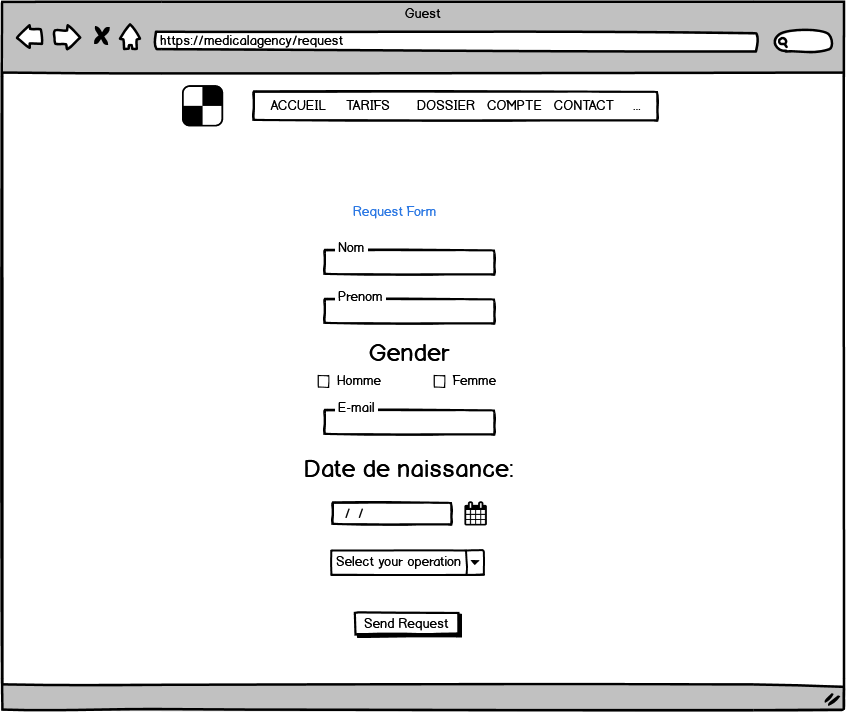 Guest
https://medicalagency/request
ACCUEIL TARIFS DOSSIER COMPTE CONTACT ...
Request Form
Nom
Prenom
Gender
Homme Femme
E-mail
Date de naissance:
/ /
Select your operation
Send Request